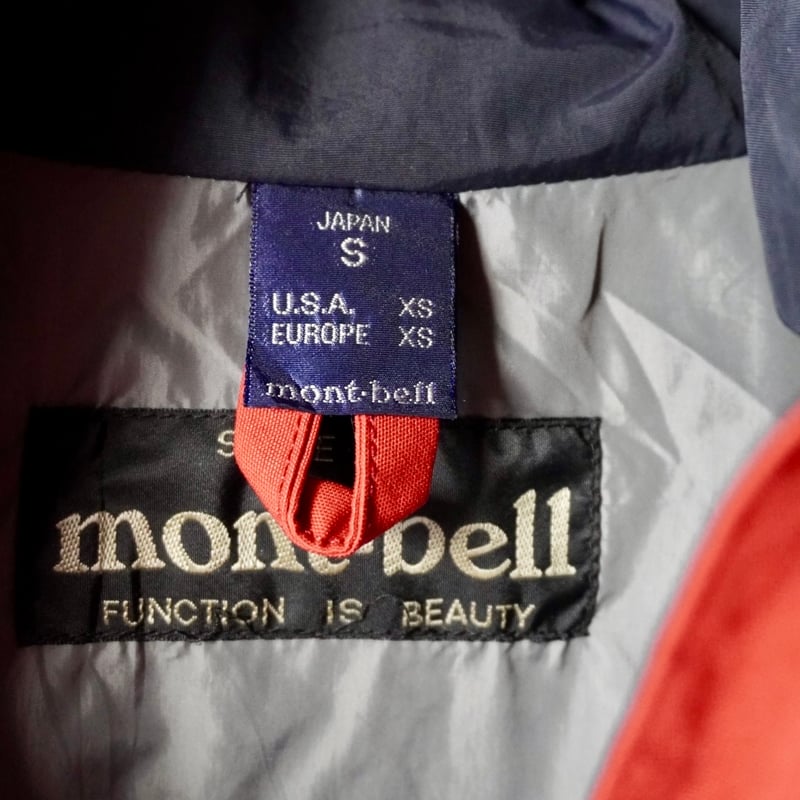 JAPAN
S
U.S.A. XS
EUROPE XS
mont·bell
mont-bell
FUNCTION IS BEAUTY